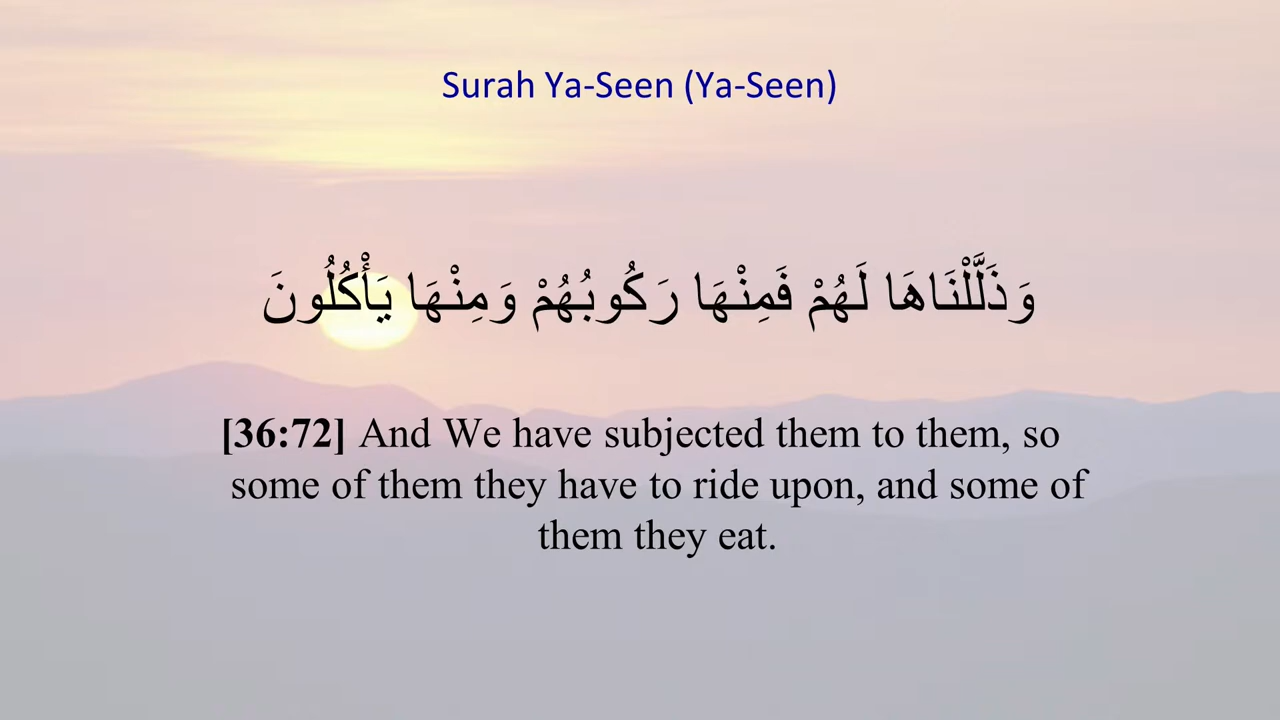 Surah Ya-Seen (Ya-Seen)
وَذَلَّلْنَاهَا لَهُمْ فَمِنْهَا رَكُوبُهُمْ وَمِنْهَا يَأْكُلُونَ
[36:72] And We have subjected them to them, so
some of them they have to ride upon, and some of
them they eat.